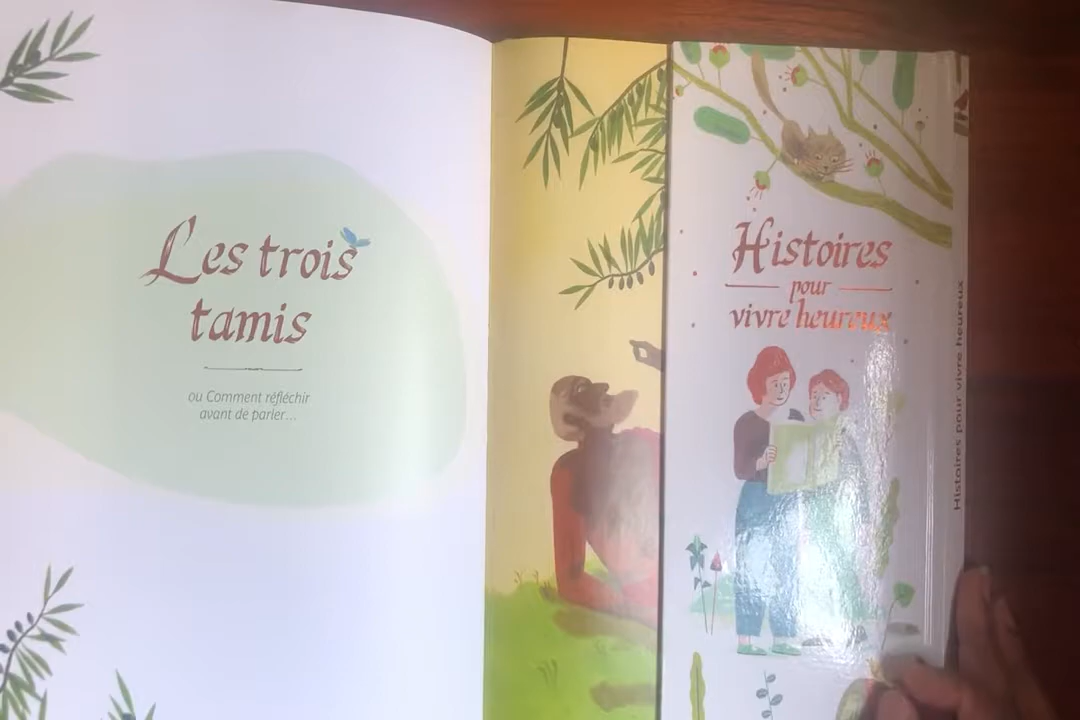 Les trois
tamis
ou Comment réfléchir
avant de parler...
Histoires
pour
vivre heureux
Histoires pour vivre heureux